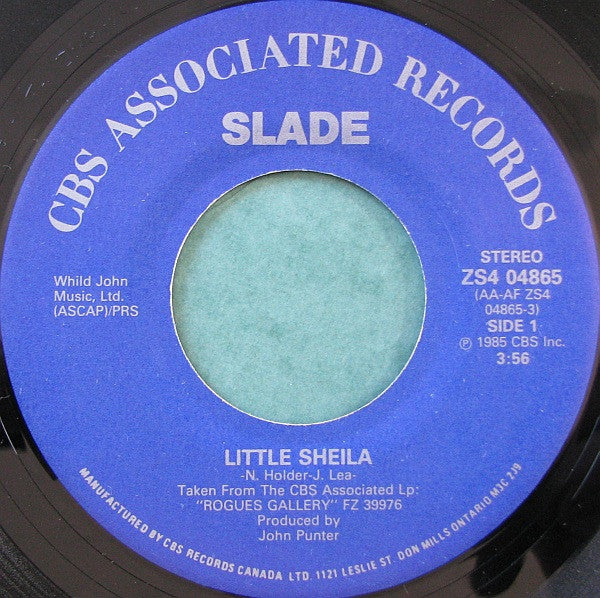 CBS ASSOCIATED RECORDS
SLADE
Whild John
Music, Ltd.
(ASCAP)/PRS
STEREO
ZS4 04865
(AA-AF ZS4
04865-3)
SIDE 1
℗ 1985 CBS Inc.
3:56
LITTLE SHEILA
-N. Holder-J. Lea-
Taken From The CBS Associated Lp:
"ROGUES GALLERY" FZ 39976
Produced by
John Punter
MANUFACTURED BY CBS RECORDS CANADA LTD. 1121 LESLIE ST. DON MILLS ONTARIO M3C 2J9